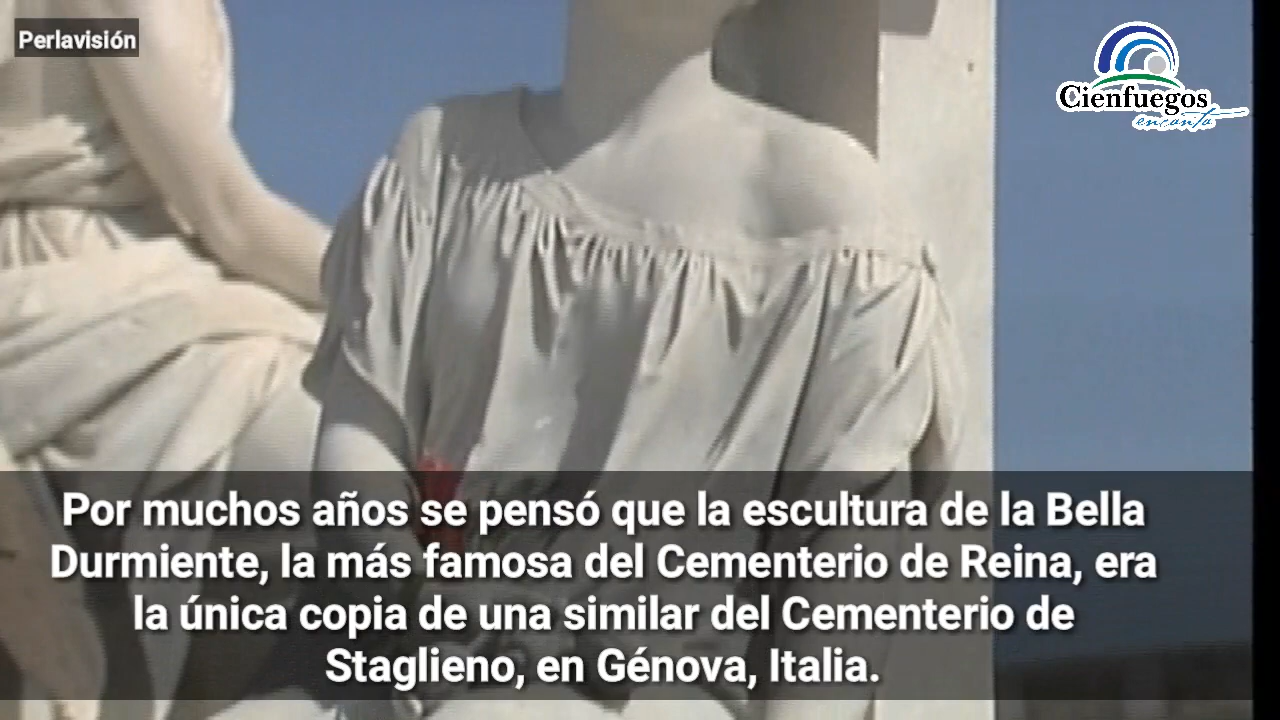 Perlavisión
Cienfuegos
encanta
Por muchos años se pensó que la escultura de la Bella
Durmiente, la más famosa del Cementerio de Reina, era
la única copia de una similar del Cementerio de
Staglieno, en Génova, Italia.